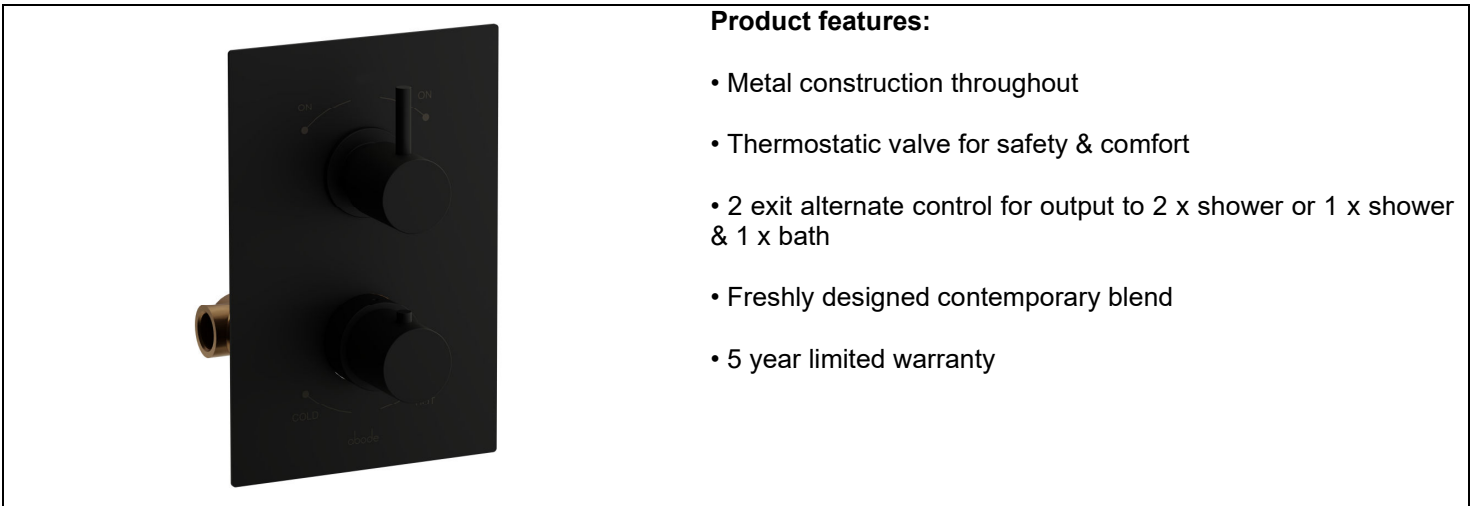 Product features:
• Metal construction throughout
• Thermostatic valve for safety & comfort
• 2 exit alternate control for output to 2 x shower or 1 x shower
& 1 x bath
• Freshly designed contemporary blend
• 5 year limited warranty
ON
ON
COLD
abode